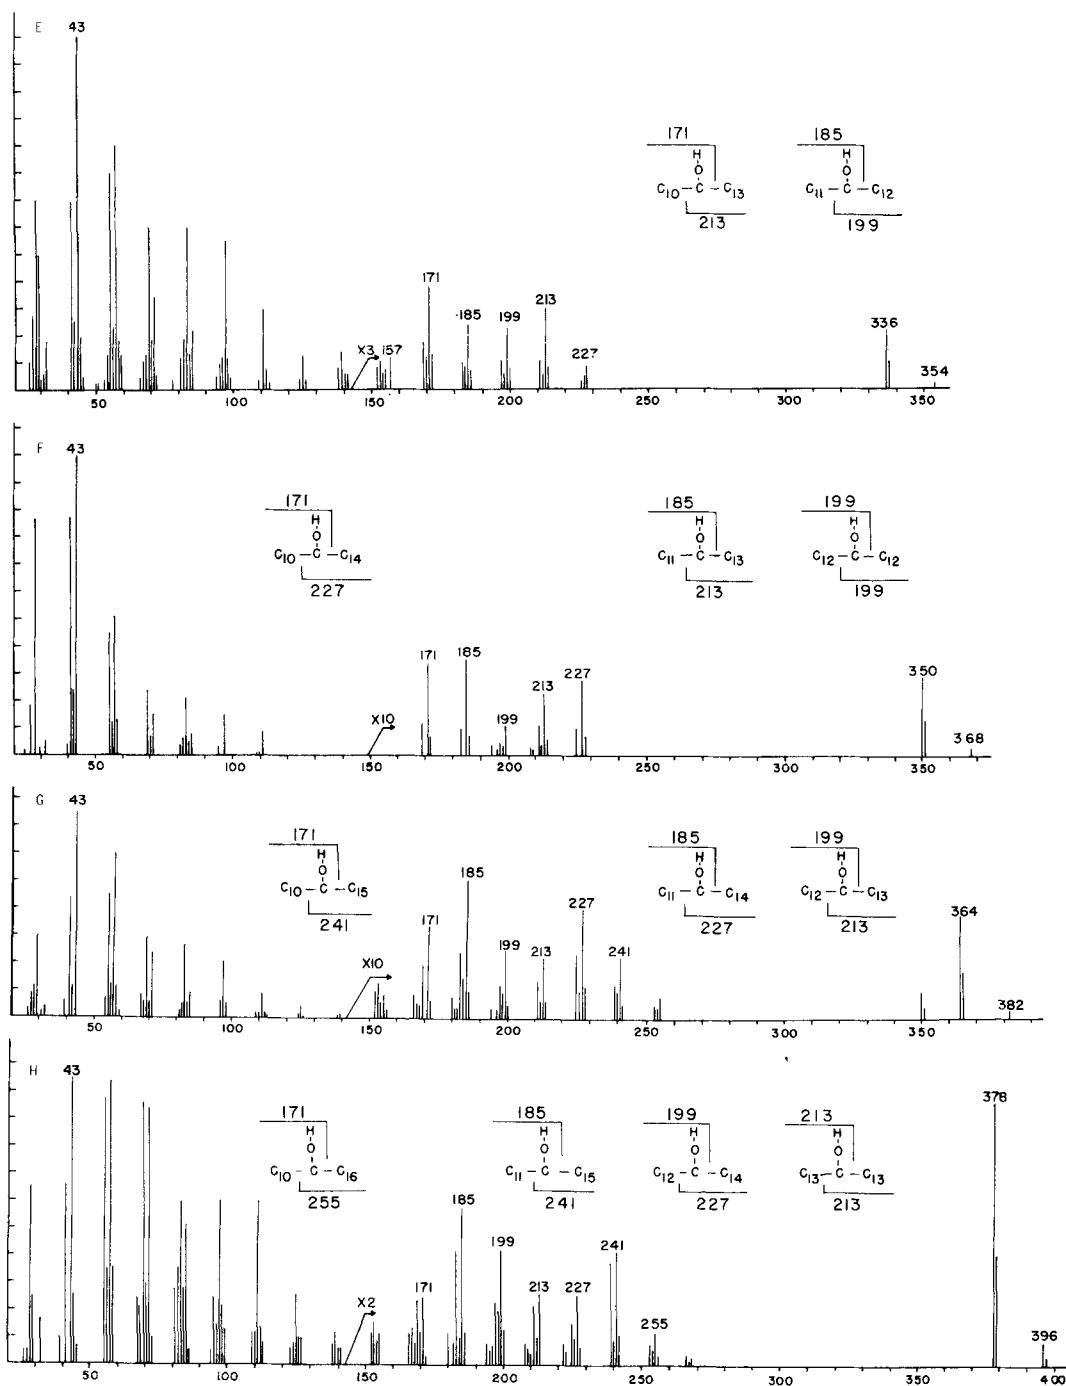 E 43
171 185
H H
O O
C10 – C – C13 C11 – C – C12
213 199
X3 157 171 185 199 213 227 336 354
50 100 150 200 250 300 350
F 43
171 185 199
H H H
O O O
C10 – C – C14 C11 – C – C13 C12 – C – C12
227 213 199
X10 171 185 199 213 227 350 368
50 100 150 200 250 300 350
G 43
171 185 199
H H H
O O O
C10 – C – C15 C11 – C – C14 C12 – C – C13
241 227 213
X10 171 185 199 213 227 241 364 382
50 100 150 200 250 300 350
H 43
171 185 199 213
H H H H
O O O O
C10 – C – C16 C11 – C – C15 C12 – C – C14 C13 – C – C13
255 241 227 213
X2 171 185 199 213 227 241 255 378 396
50 100 150 200 250 300 350 400